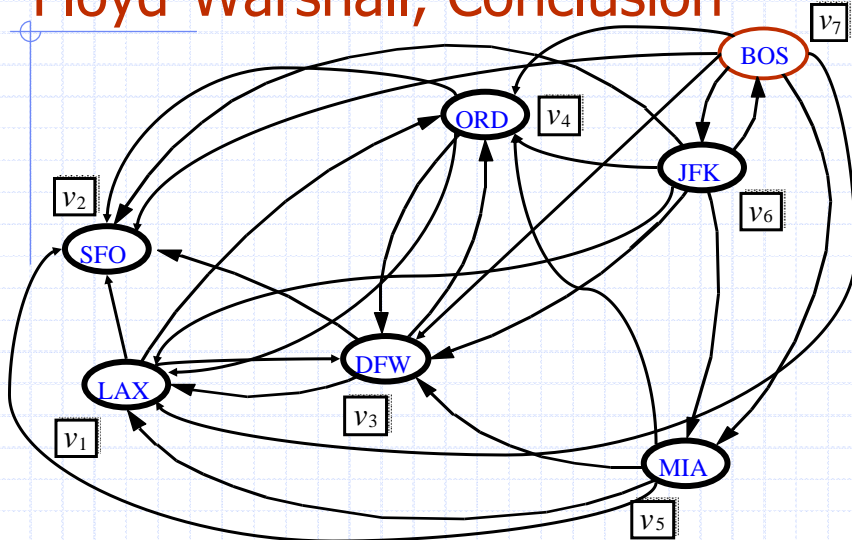 Floyd-Warshall, Conclusion
v7
BOS
ORD
v4
JFK
v2
v6
SFO
DFW
LAX
v3
v1
MIA
v5